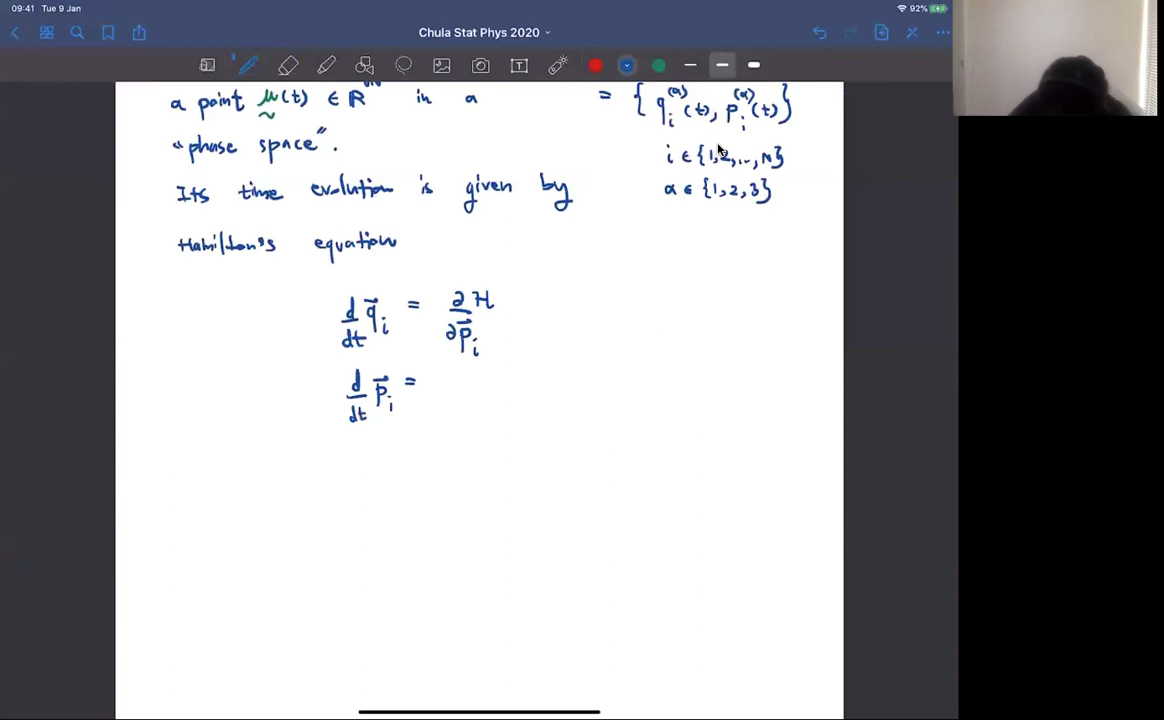 09:41 Tue 9 Jan
92%
Chula Stat Phys 2020
a point μ(t) ∈ ℝ in a
= { q_i^(a)(t), p_i^(a)(t) }
"phase space".
i ∈ {1,2,..,N}
Its time evolution is given by
a ∈ {1,2,3}
Hamilton's equation
d/dt q⃗_i = ∂H/∂p⃗_i
d/dt p⃗_i =